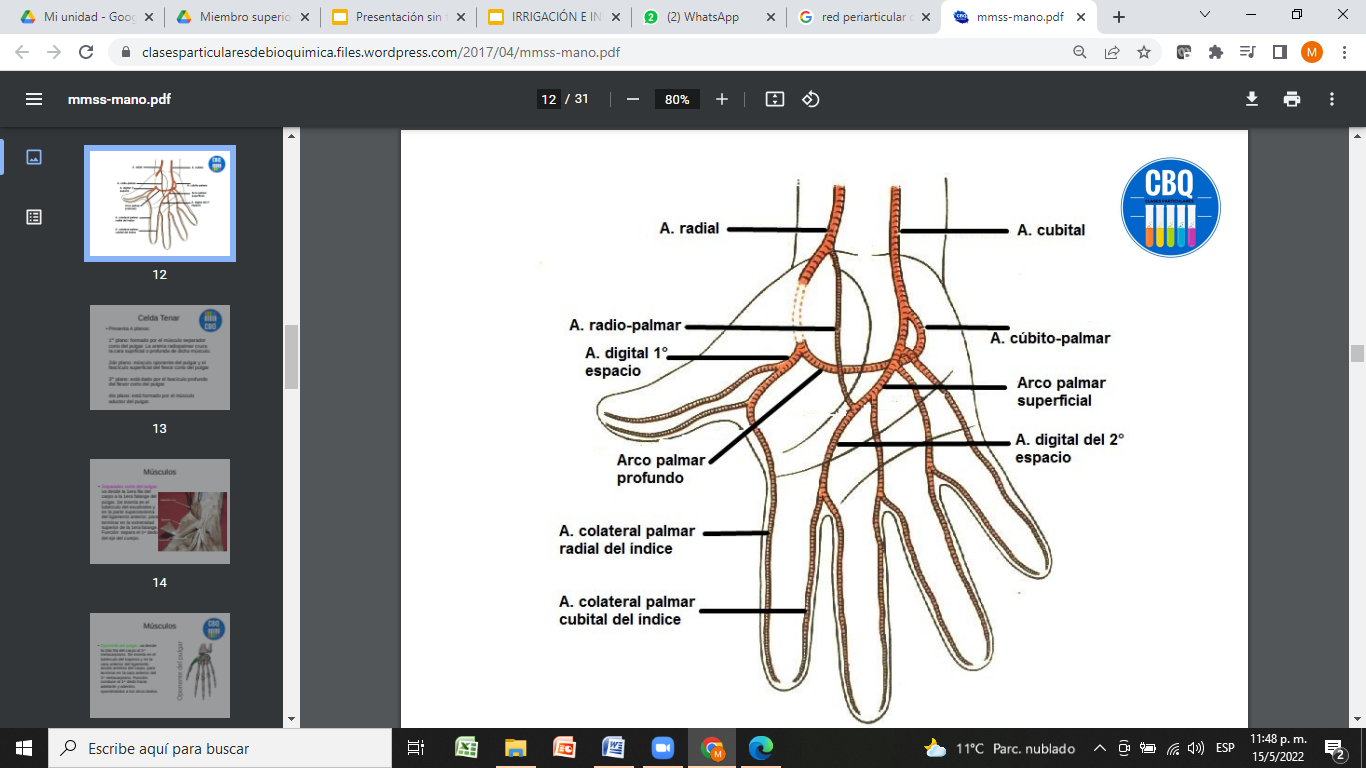 Mi unidad - Goog
Miembro superio
Presentación sin t
IRRIGACIÓN E IN
(2) WhatsApp
red periarticular
mmss-mano.pdf
clasesparticularesdebioquimica.files.wordpress.com/2017/04/mmss-mano.pdf
M
mmss-mano.pdf
12 / 31
80%
12
Celda Tenar
13
Músculos
14
Músculos
CBQ
CLASES PARTICULARES
A. radial
A. cubital
A. radio-palmar
A. cúbito-palmar
A. digital 1°
espacio
Arco palmar
superficial
A. digital del 2°
espacio
Arco palmar
profundo
A. colateral palmar
radial del índice
A. colateral palmar
cubital del índice
Escribe aquí para buscar
11°C Parc. nublado
ESP
11:48 p. m.
15/5/2022
2